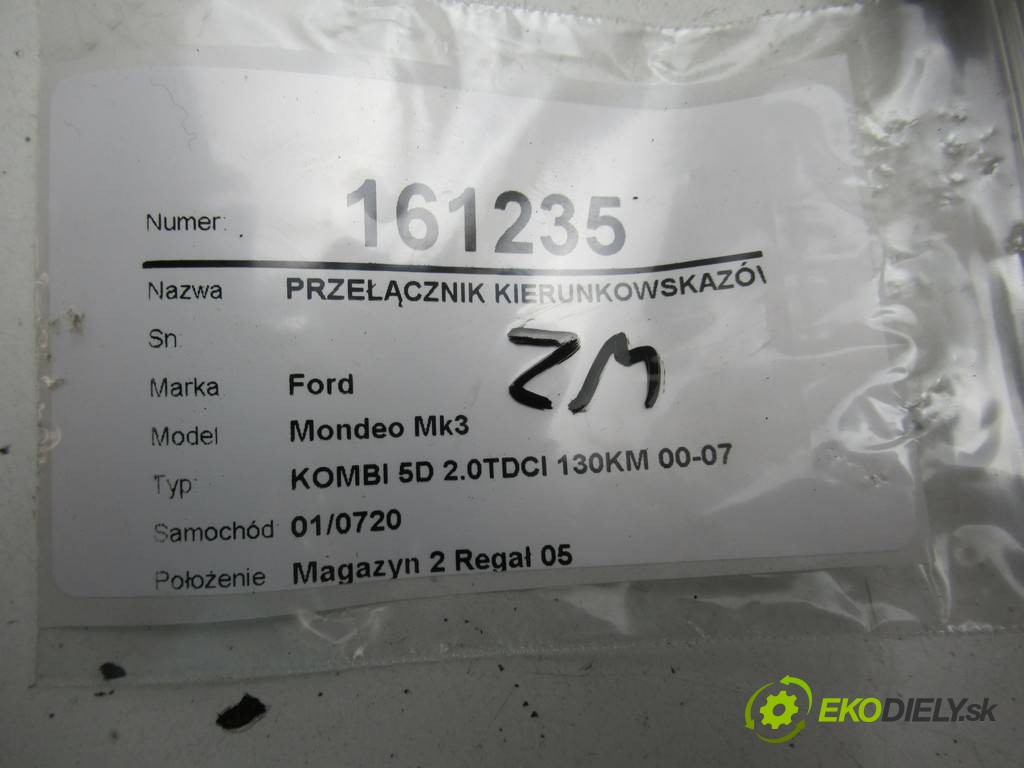 Numer: 161235
Nazwa PRZEŁĄCZNIK KIERUNKOWSKAZÓ
Sn:
ZM
Marka Ford
Model Mondeo Mk3
Typ: KOMBI 5D 2.0TDCI 130KM 00-07
Samochód 01/0720
Położenie Magazyn 2 Regał 05
EKODIELY.sk